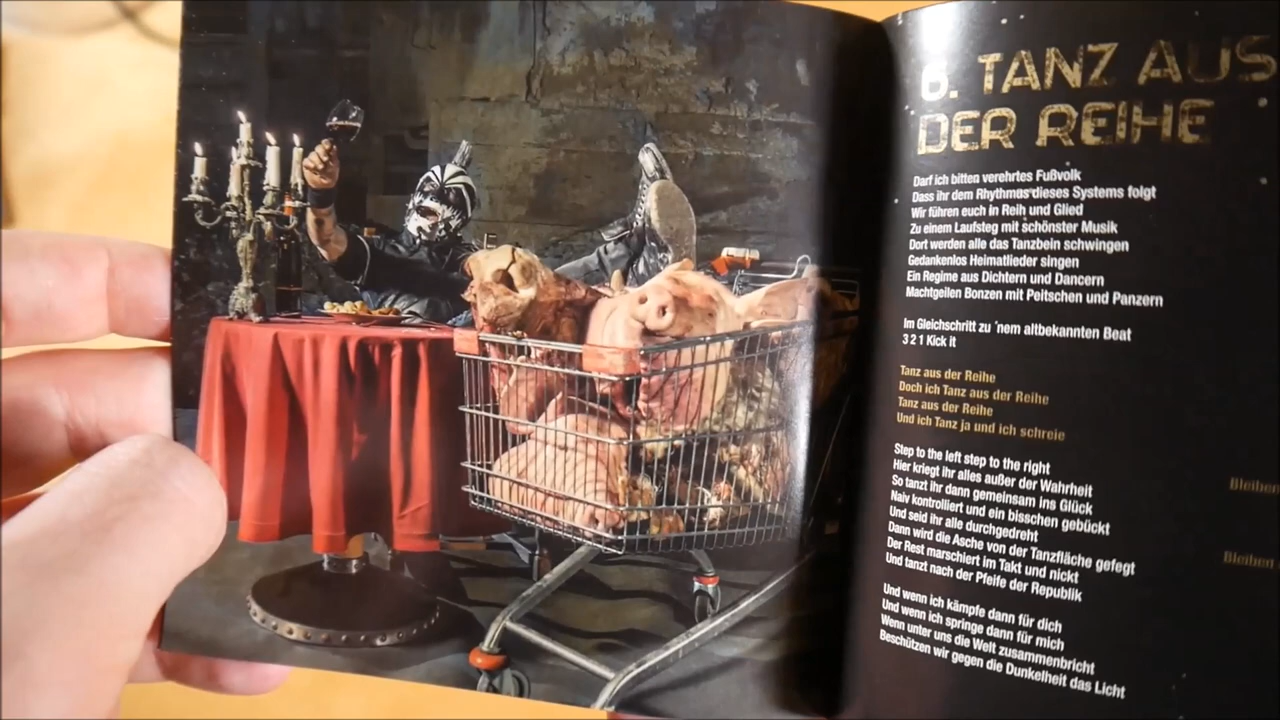 6. TANZ AUS
DER REIHE
Darf ich bitten verehrtes Fußvolk
Dass ihr dem Rhythmus dieses Systems folgt
Wir führen euch in Reih und Glied
Zu einem Laufsteg mit schönster Musik
Dort werden alle das Tanzbein schwingen
Gedankenlos Heimatlieder singen
Ein Regime aus Dichtern und Dancern
Machtgeilen Bonzen mit Peitschen und Panzern
Im Gleichschritt zu ´nem altbekannten Beat
3 2 1 Kick it
Tanz aus der Reihe
Doch ich Tanz aus der Reihe
Tanz aus der Reihe
Und ich Tanz ja und ich schreie
Step to the left step to the right
Hier kriegt ihr alles außer der Wahrheit
So tanzt ihr dann gemeinsam ins Glück
Naiv kontrolliert und ein bisschen gebückt
Und seid ihr alle durchgedreht
Dann wird die Asche von der Tanzfläche gefegt
Der Rest marschiert im Takt und nickt
Und tanzt nach der Pfeife der Republik
Und wenn ich kämpfe dann für dich
Und wenn ich springe dann für mich
Wenn unter uns die Welt zusammenbricht
Beschützen wir gegen die Dunkelheit das Licht
Bleiben
Bleiben